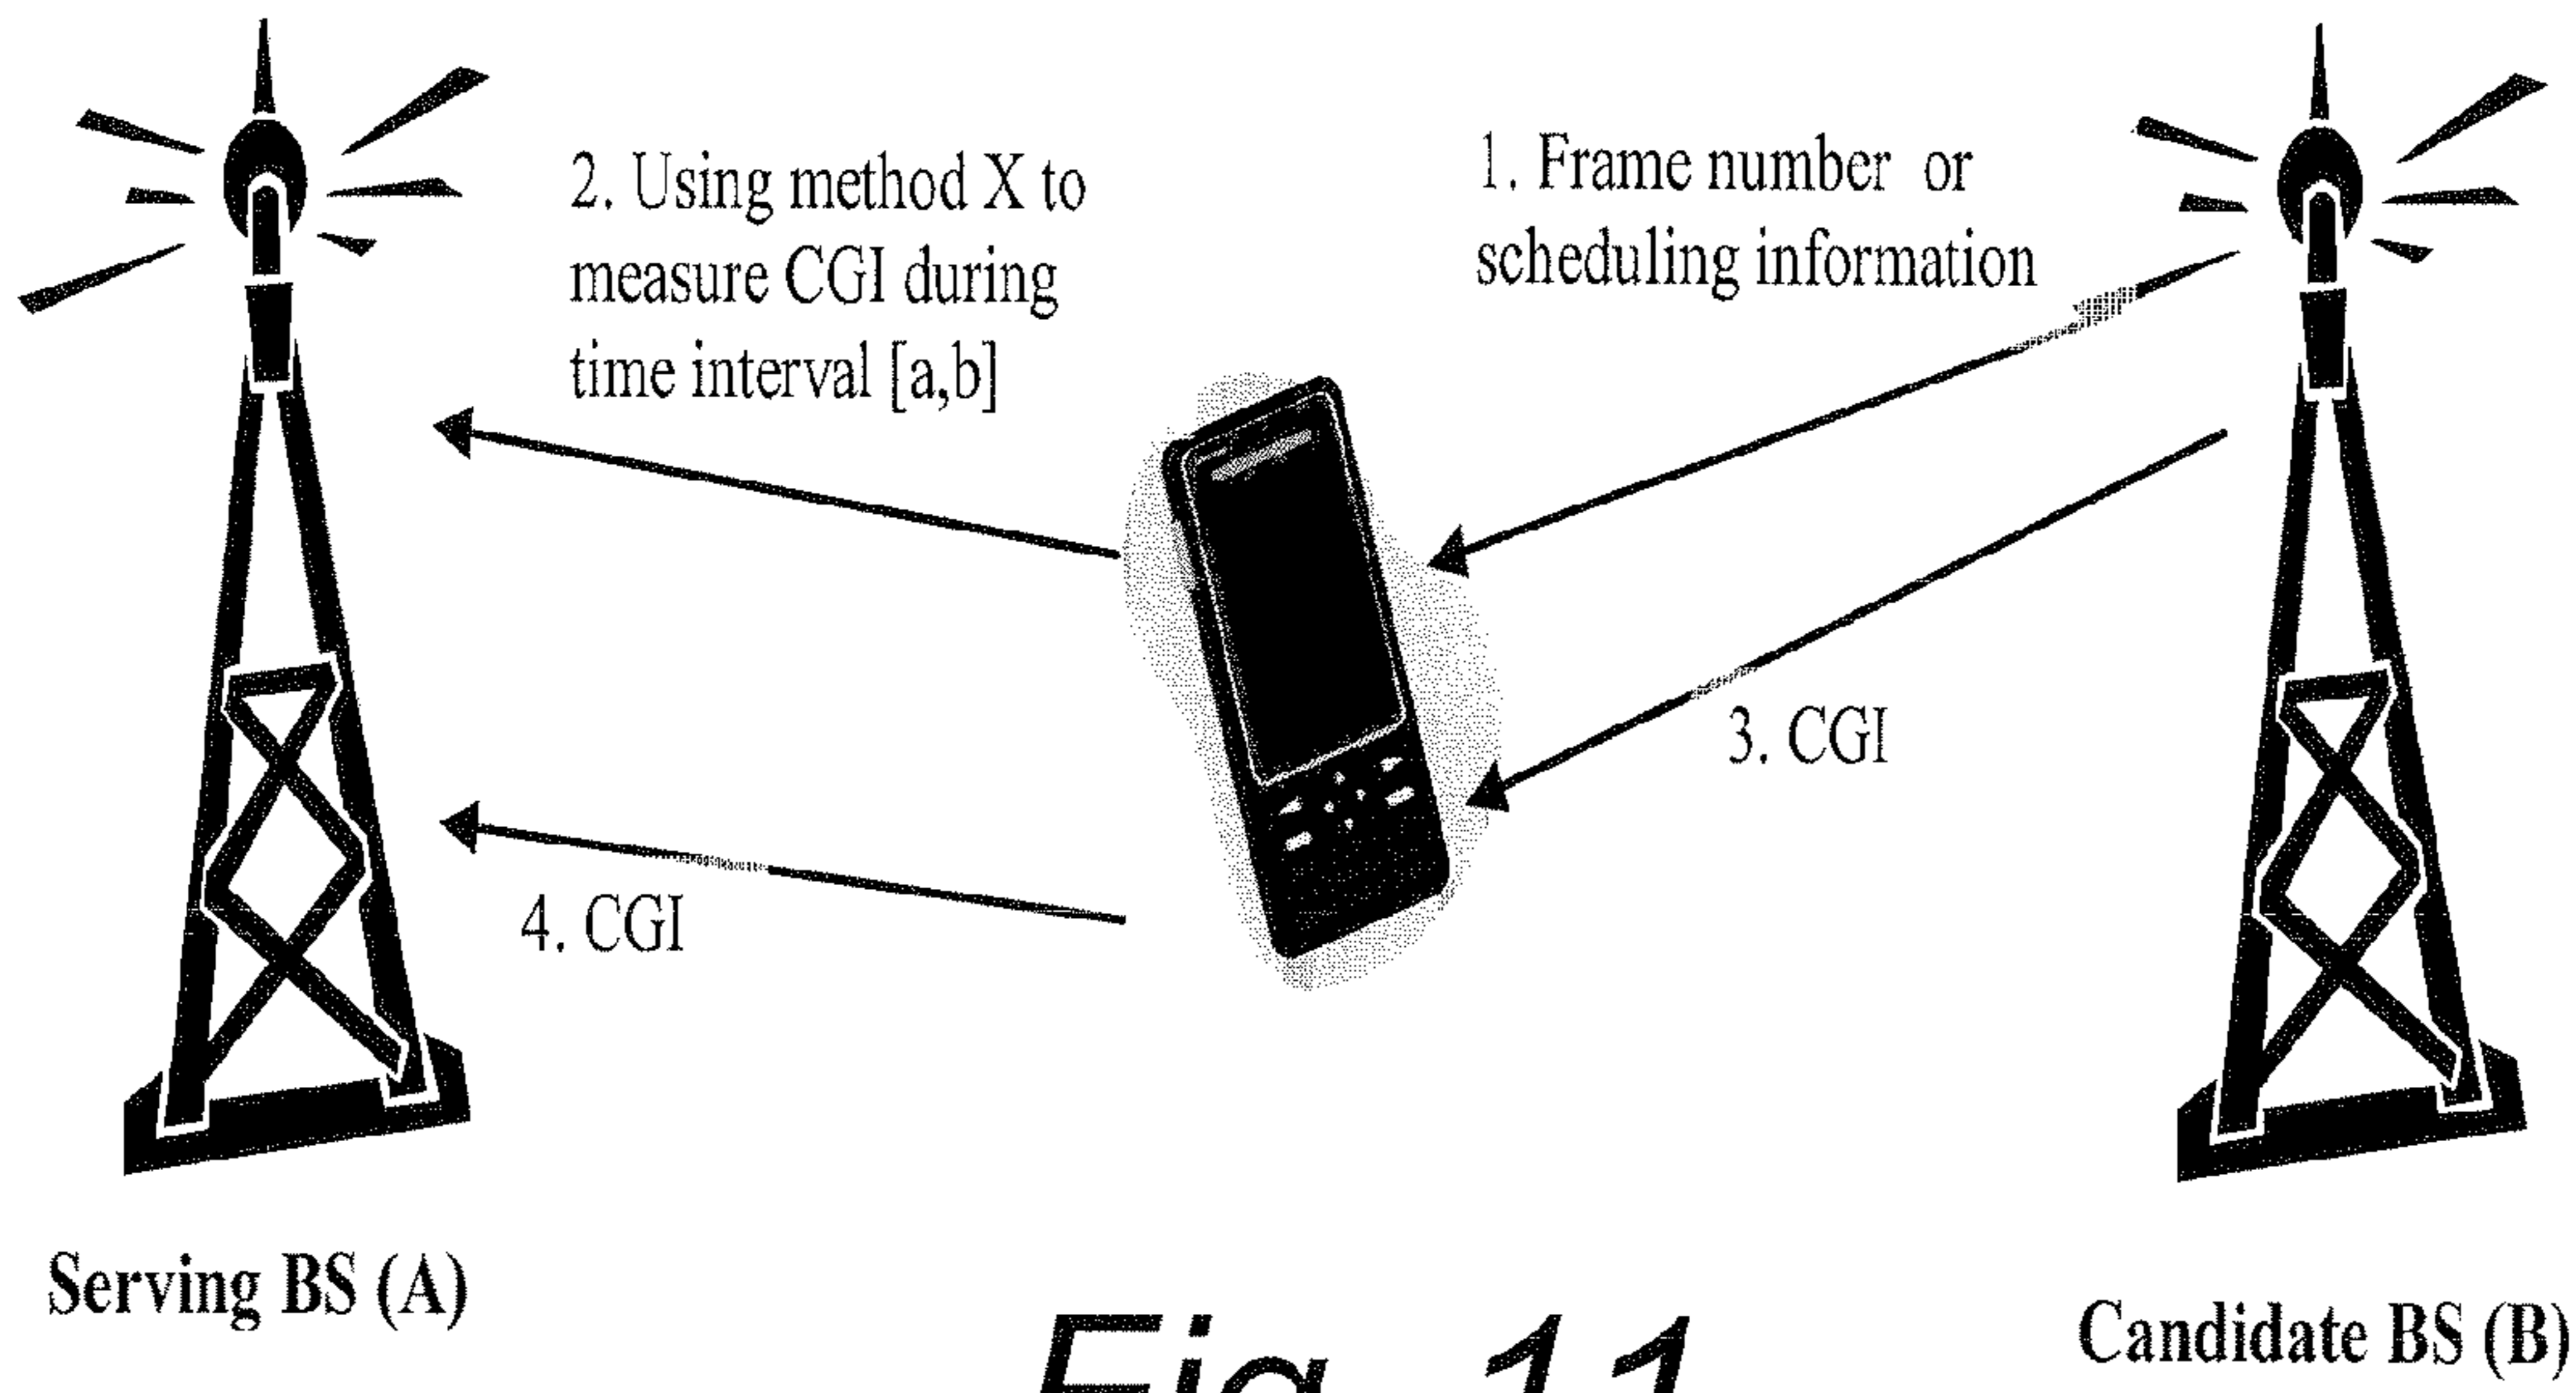 2. Using method X to
measure CGI during
time interval [a,b]
1. Frame number or
scheduling information
3. CGI
4. CGI
Serving BS (A)
Candidate BS (B)
Fig. 11